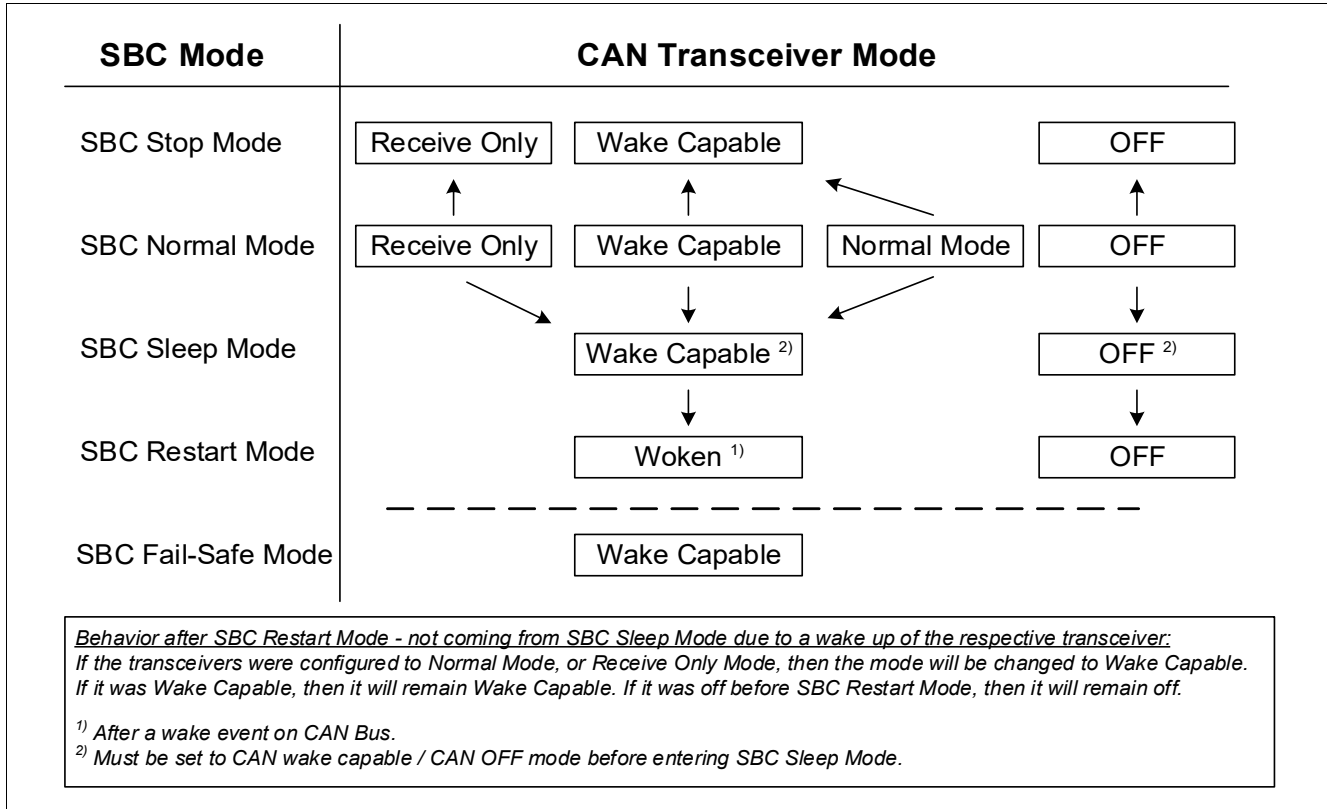 SBC Mode CAN Transceiver Mode
SBC Stop Mode Receive Only Wake Capable OFF
SBC Normal Mode Receive Only Wake Capable Normal Mode OFF
SBC Sleep Mode Wake Capable 2) OFF 2)
SBC Restart Mode Woken 1) OFF
SBC Fail-Safe Mode Wake Capable
Behavior after SBC Restart Mode - not coming from SBC Sleep Mode due to a wake up of the respective transceiver:
If the transceivers were configured to Normal Mode, or Receive Only Mode, then the mode will be changed to Wake Capable.
If it was Wake Capable, then it will remain Wake Capable. If it was off before SBC Restart Mode, then it will remain off.
1) After a wake event on CAN Bus.
2) Must be set to CAN wake capable / CAN OFF mode before entering SBC Sleep Mode.